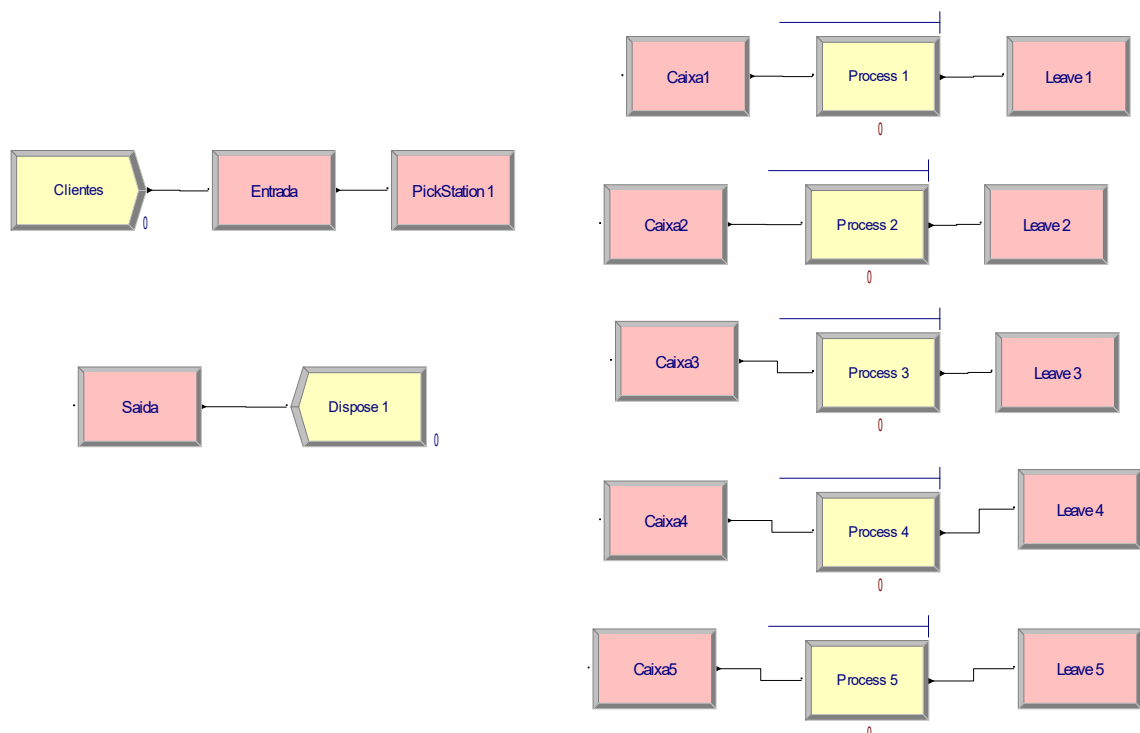 Clientes
Entrada
PickStation 1
0
Saida
Dispose 1
0
Caixa1
Process 1
Leave 1
0
Caixa2
Process 2
Leave 2
0
Caixa3
Process 3
Leave 3
0
Caixa4
Process 4
Leave 4
0
Caixa5
Process 5
Leave 5
0